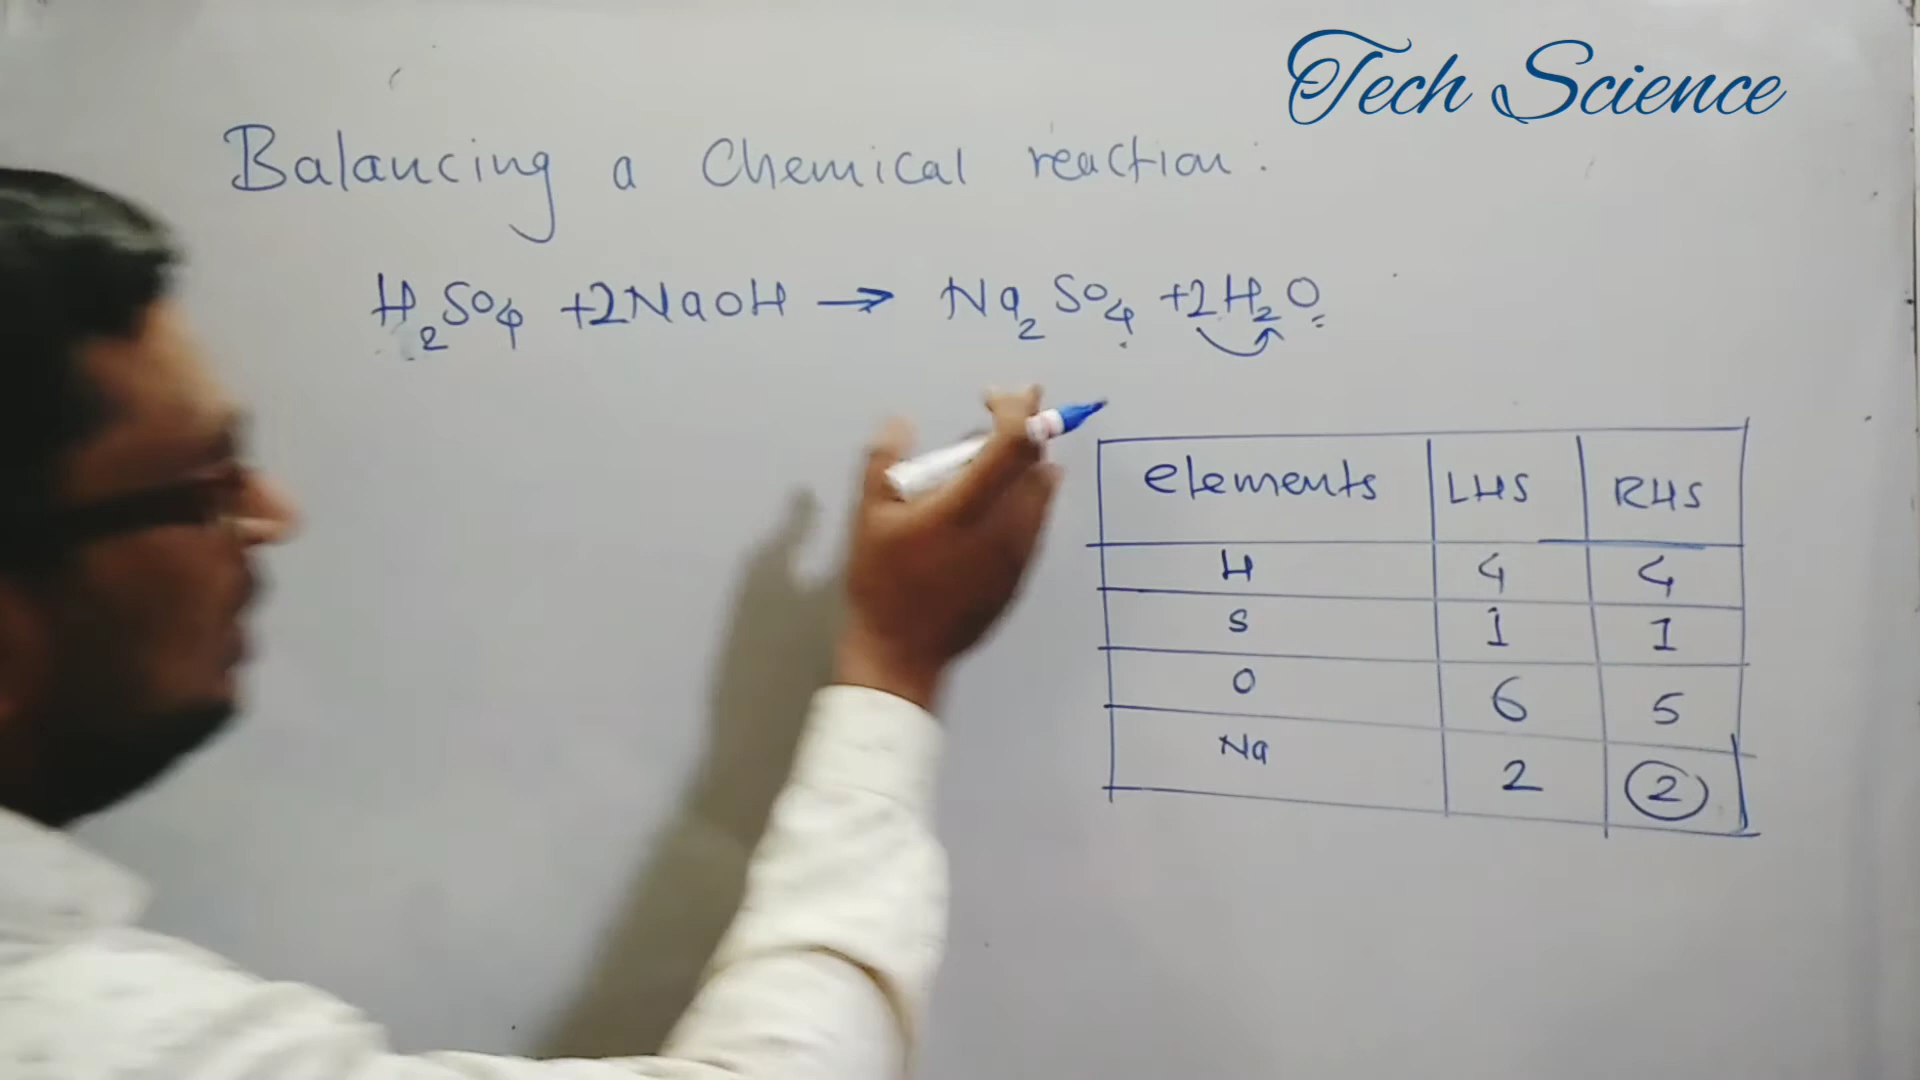 Tech Science
Balancing a Chemical reaction:
H₂SO₄ +2NaOH → Na₂SO₄ +2H₂O
elements LHS RHS
H 4 4
S 1 1
O 6 5
Na 2 2